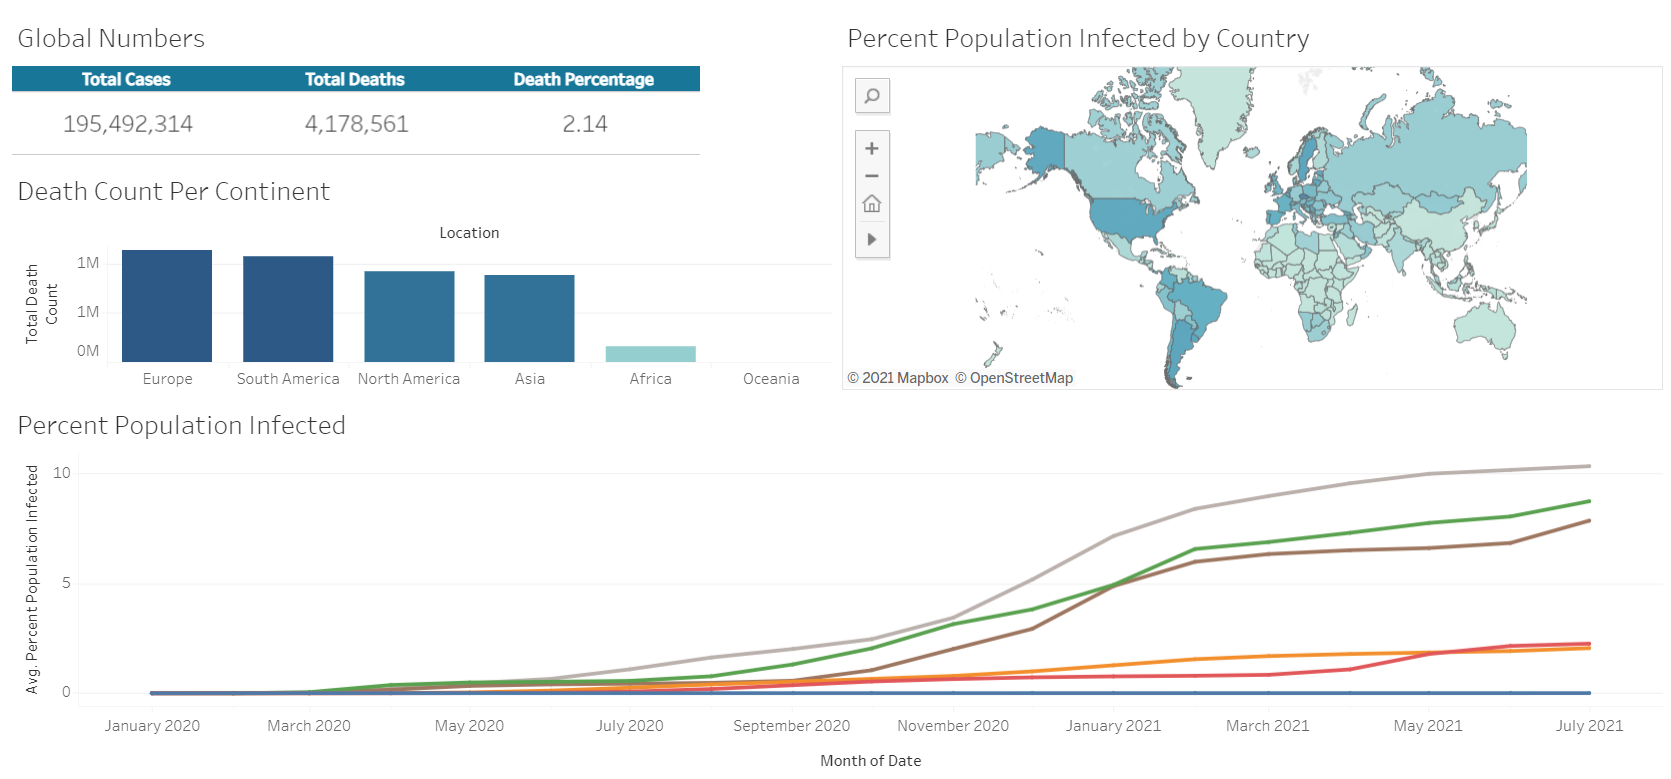 Global Numbers
Total Cases Total Deaths Death Percentage
195,492,314 4,178,561 2.14
Death Count Per Continent
Location
Total Death
Count
1M
1M
0M
Europe South America North America Asia Africa Oceania
Percent Population Infected by Country
© 2021 Mapbox © OpenStreetMap
Percent Population Infected
Avg. Percent Population Infected
10
5
0
January 2020 March 2020 May 2020 July 2020 September 2020 November 2020 January 2021 March 2021 May 2021 July 2021
Month of Date